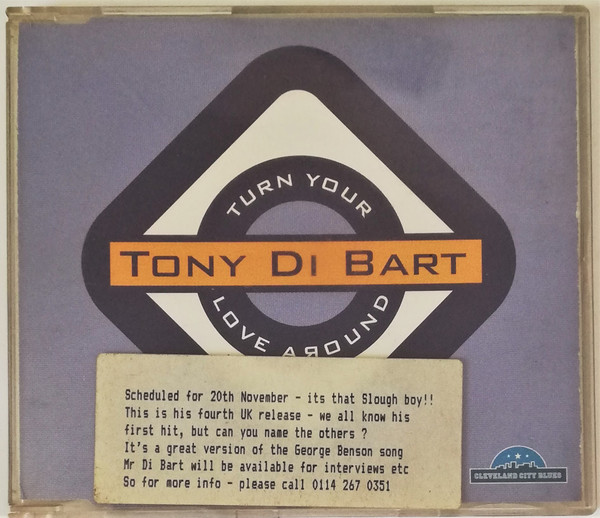 TURN YOUR
TONY DI BART
LOVE AROUND
Scheduled for 20th November - its that Slough boy!!
This is his fourth UK release - we all know his
first hit, but can you name the others ?
It's a great version of the George Benson song
Mr Di Bart will be available for interviews etc
So for more info - please call 0114 267 0351
CLEVELAND CITY BLUES